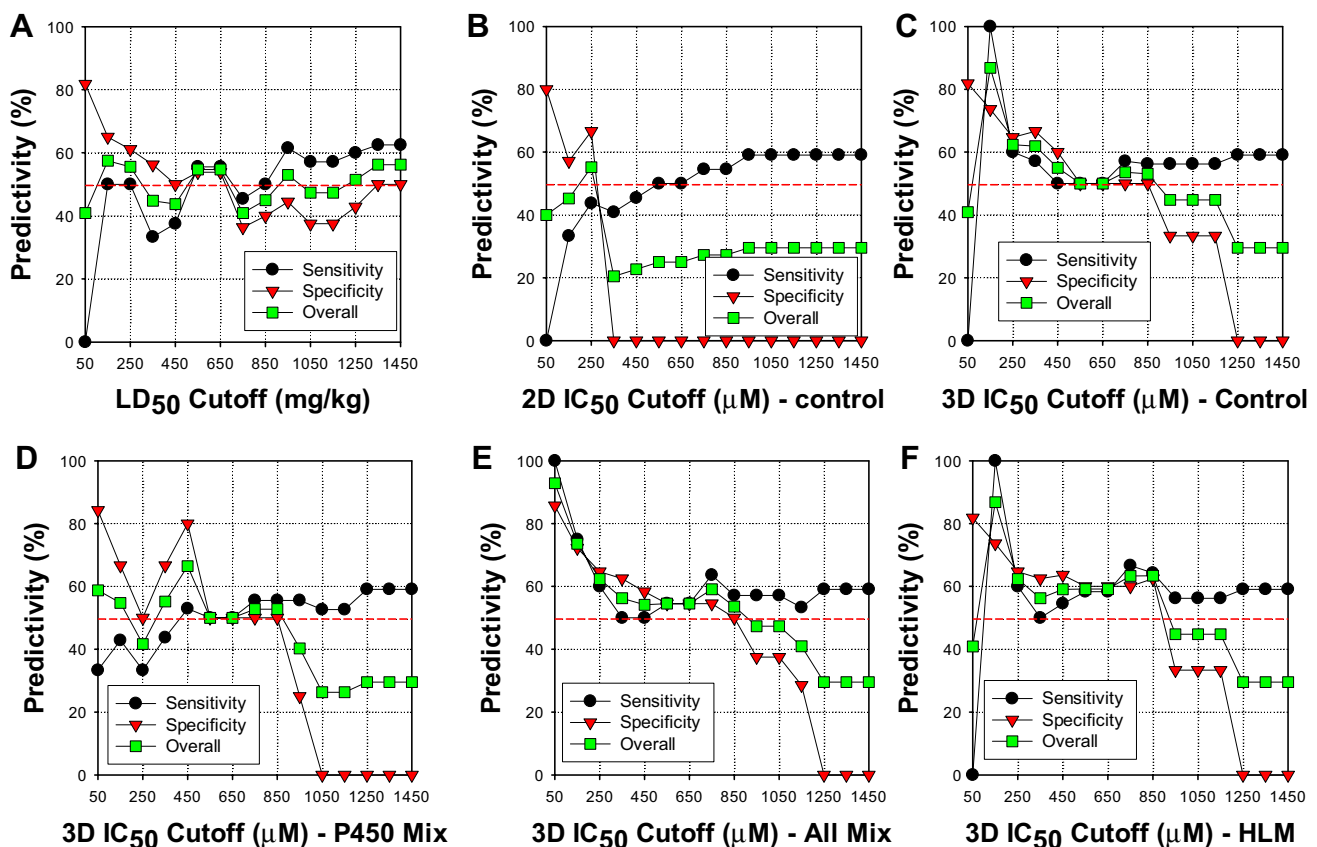 A
Predictivity (%)
100
80
60
40
20
0
Sensitivity
Specificity
Overall
50 250 450 650 850 1050 1250 1450
LD50 Cutoff (mg/kg)
B
Predictivity (%)
100
80
60
40
20
0
Sensitivity
Specificity
Overall
50 250 450 650 850 1050 1250 1450
2D IC50 Cutoff (μM) - control
C
Predictivity (%)
100
80
60
40
20
0
Sensitivity
Specificity
Overall
50 250 450 650 850 1050 1250 1450
3D IC50 Cutoff (μM) - Control
D
Predictivity (%)
100
80
60
40
20
0
Sensitivity
Specificity
Overall
50 250 450 650 850 1050 1250 1450
3D IC50 Cutoff (μM) - P450 Mix
E
Predictivity (%)
100
80
60
40
20
0
Sensitivity
Specificity
Overall
50 250 450 650 850 1050 1250 1450
3D IC50 Cutoff (μM) - All Mix
F
Predictivity (%)
100
80
60
40
20
0
Sensitivity
Specificity
Overall
50 250 450 650 850 1050 1250 1450
3D IC50 Cutoff (μM) - HLM